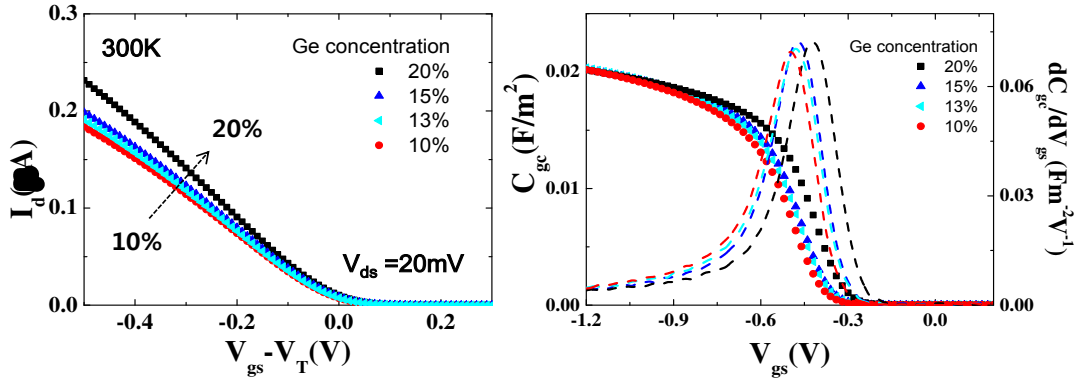 300K
Ge concentration
20%
15%
13%
10%
20%
10%
V_ds =20mV
0.3
0.2
0.1
0.0
-0.4 -0.2 0.0 0.2
V_gs-V_T(V)
Ge concentration
20%
15%
13%
10%
C_gc(F/m²)
0.02
0.01
0.00
dC_gc/dV_gs (Fm⁻²V⁻¹)
0.06
0.03
0.00
-1.2 -0.9 -0.6 -0.3 0.0
V_gs(V)